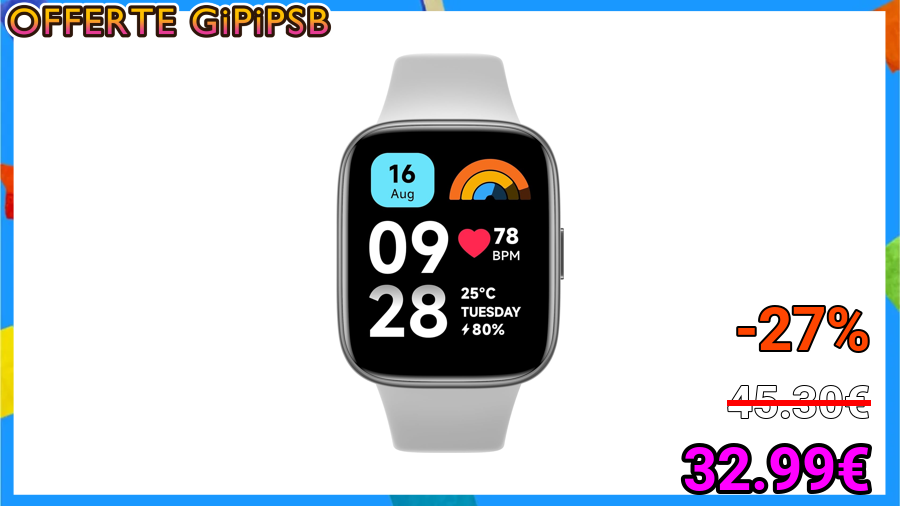 OFFERTE GiPiPSB
16
Aug
09
78
BPM
28
25°C
TUESDAY
80%
-27%
45.30€
32.99€